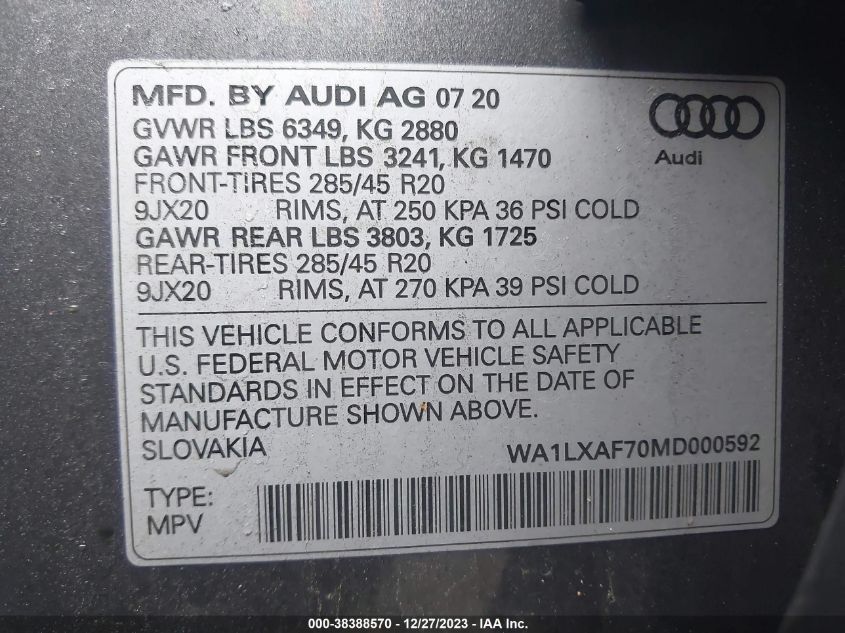 MFD. BY AUDI AG 07 20
GVWR LBS 6349, KG 2880
GAWR FRONT LBS 3241, KG 1470
FRONT-TIRES 285/45 R20
9JX20 RIMS, AT 250 KPA 36 PSI COLD
GAWR REAR LBS 3803, KG 1725
REAR-TIRES 285/45 R20
9JX20 RIMS, AT 270 KPA 39 PSI COLD
Audi
THIS VEHICLE CONFORMS TO ALL APPLICABLE
U.S. FEDERAL MOTOR VEHICLE SAFETY
STANDARDS IN EFFECT ON THE DATE OF
MANUFACTURE SHOWN ABOVE.
SLOVAKIA WA1LXAF70MD000592
TYPE:
MPV
000-38388570 - 12/27/2023 - IAA Inc.